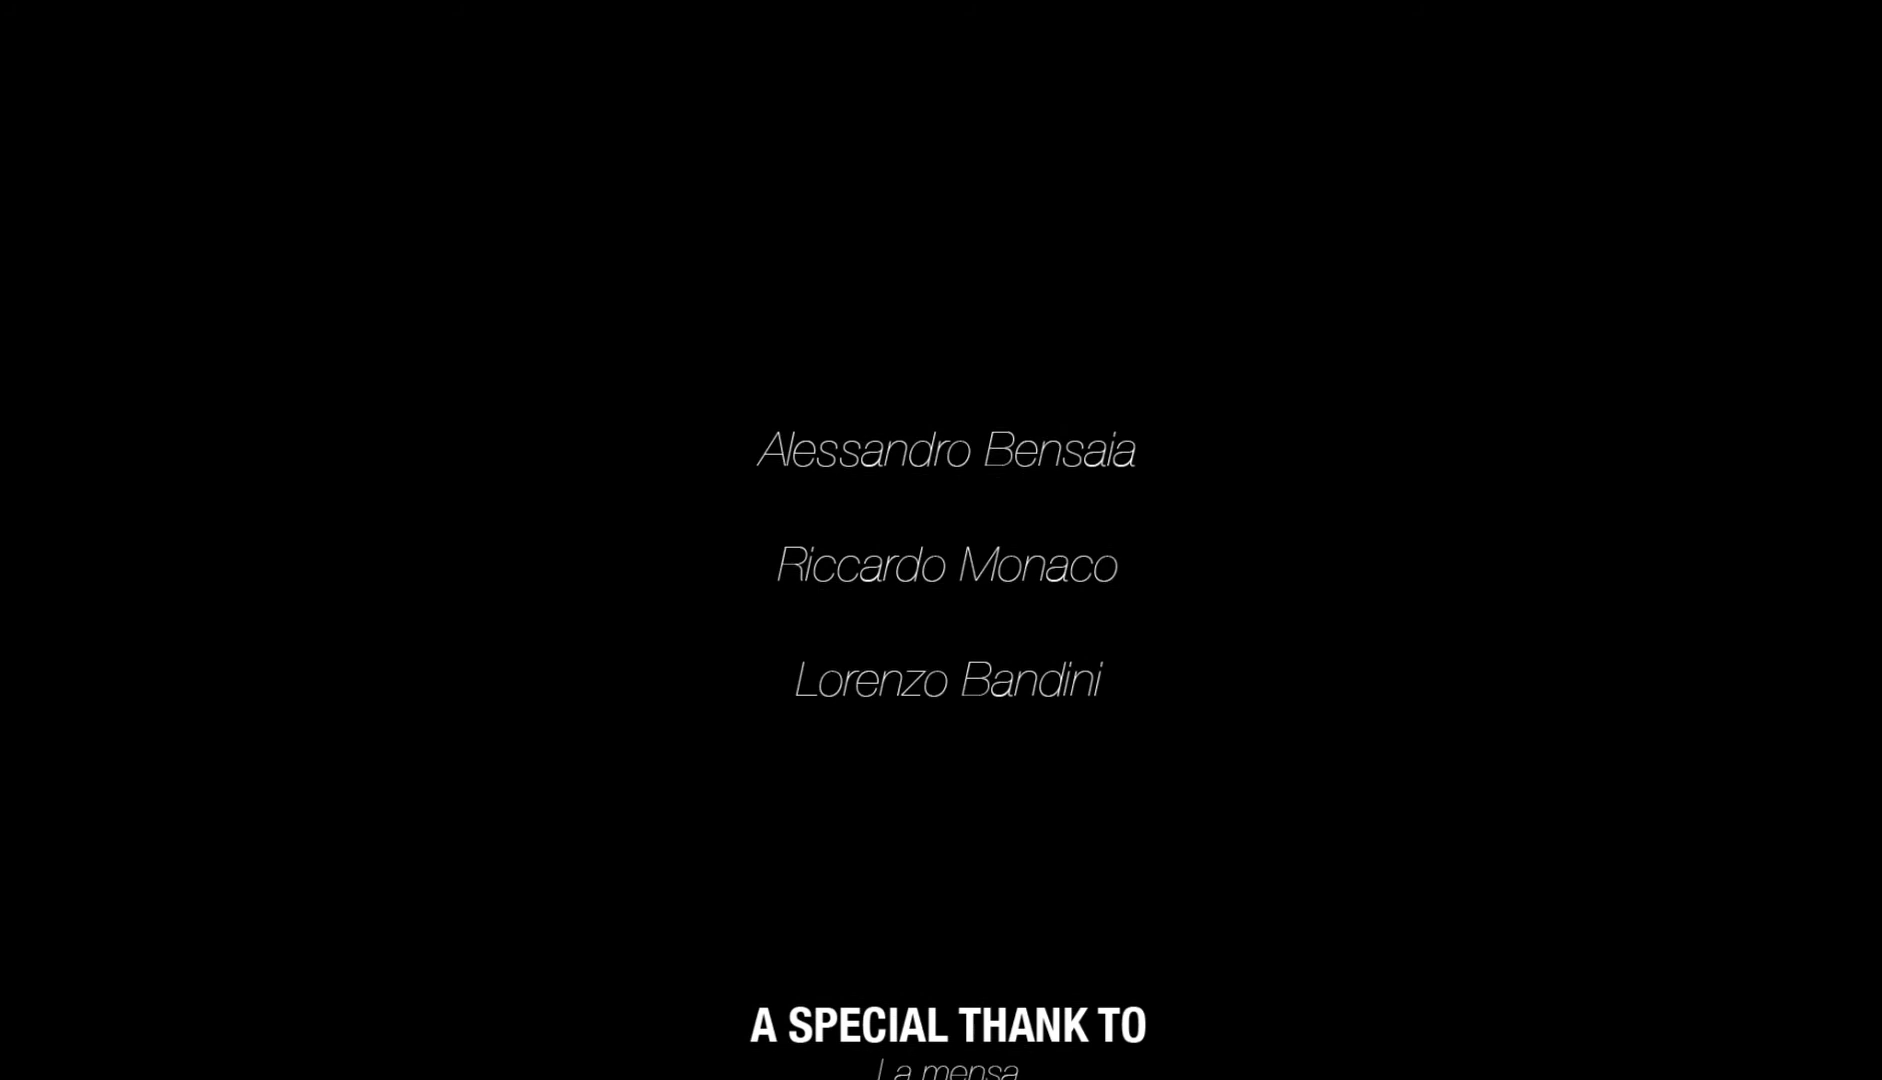 Alessandro Bensaia
Riccardo Monaco
Lorenzo Bandini
A SPECIAL THANK TO
La mensa